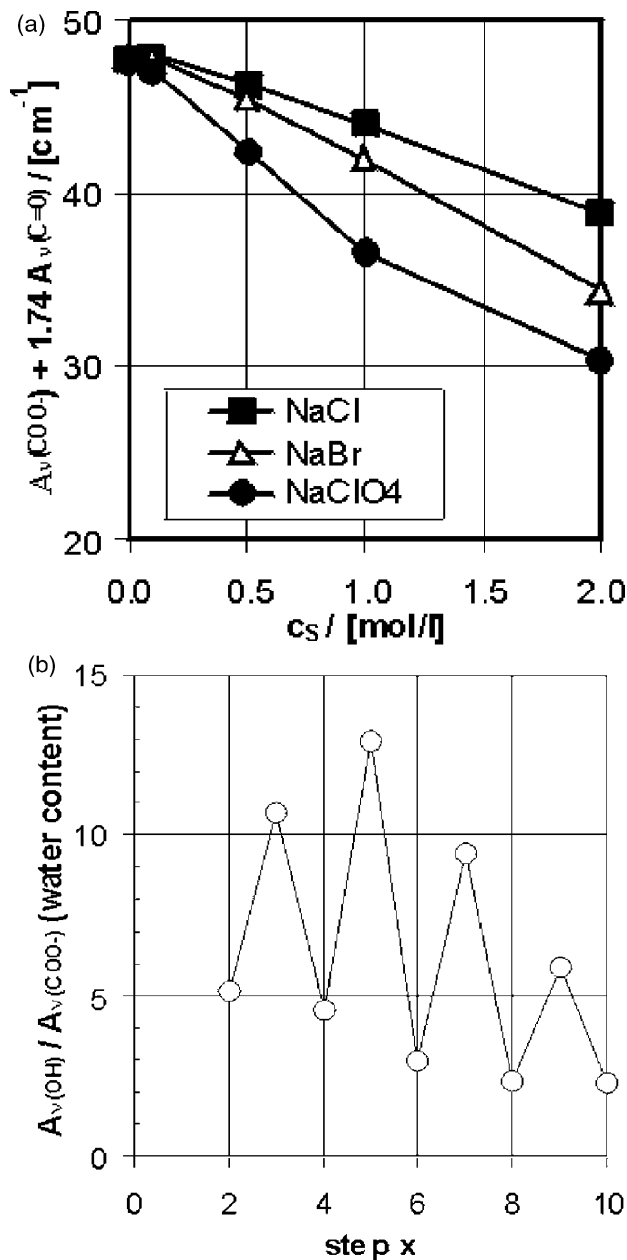 (a)
50
40
30
20
Aν(COO-) + 1.74 Aν(C=0) / [cm-1]
NaCl
NaBr
NaClO4
0.0 0.5 1.0 1.5 2.0
cS / [mol/l]
(b)
15
10
5
0
Aν(OH) / Aν(COO-) (water content)
0 2 4 6 8 10
step x